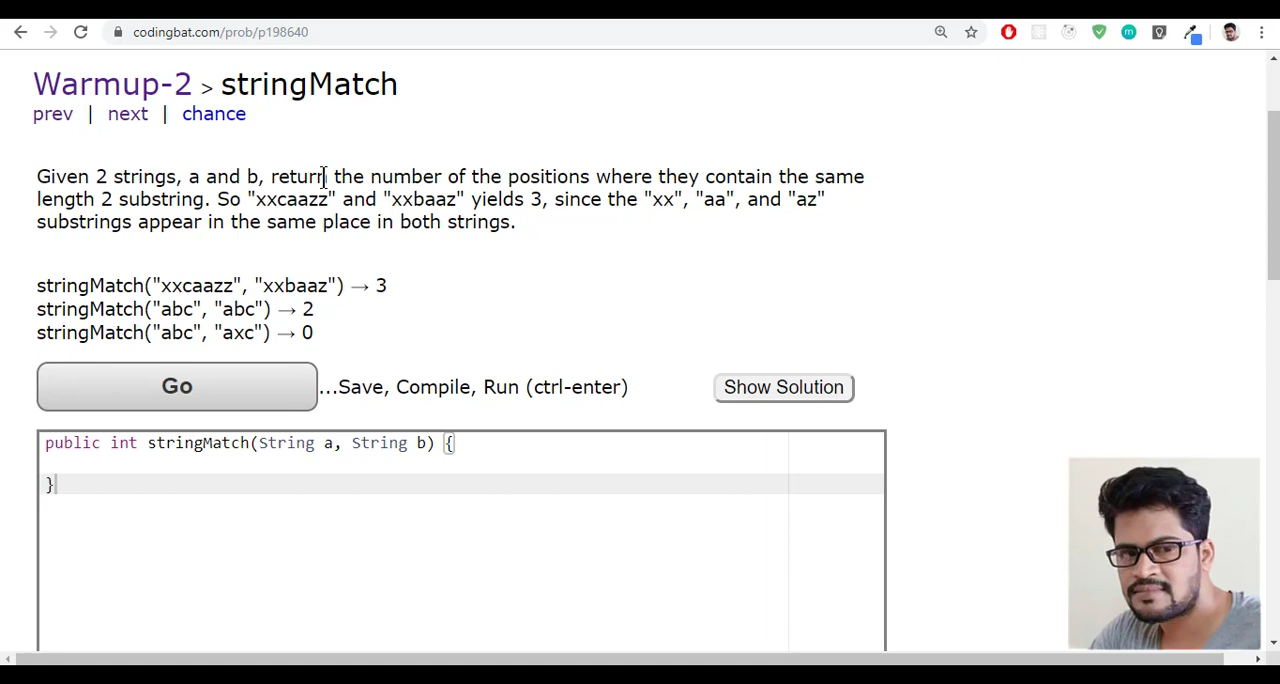 codingbat.com/prob/p198640
Warmup-2 > stringMatch
prev | next | chance
Given 2 strings, a and b, return the number of the positions where they contain the same
length 2 substring. So "xxcaazz" and "xxbaaz" yields 3, since the "xx", "aa", and "az"
substrings appear in the same place in both strings.
stringMatch("xxcaazz", "xxbaaz") → 3
stringMatch("abc", "abc") → 2
stringMatch("abc", "axc") → 0
Go ...Save, Compile, Run (ctrl-enter) Show Solution
public int stringMatch(String a, String b) {
}